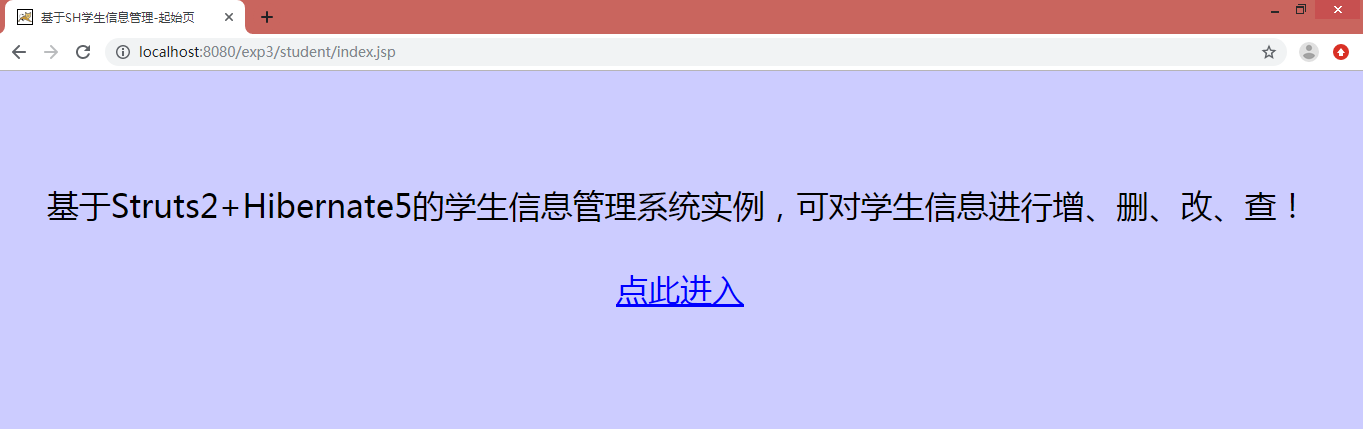 基于SH学生信息管理-起始页
localhost:8080/exp3/student/index.jsp
基于Struts2+Hibernate5的学生信息管理系统实例，可对学生信息进行增、删、改、查！
点此进入